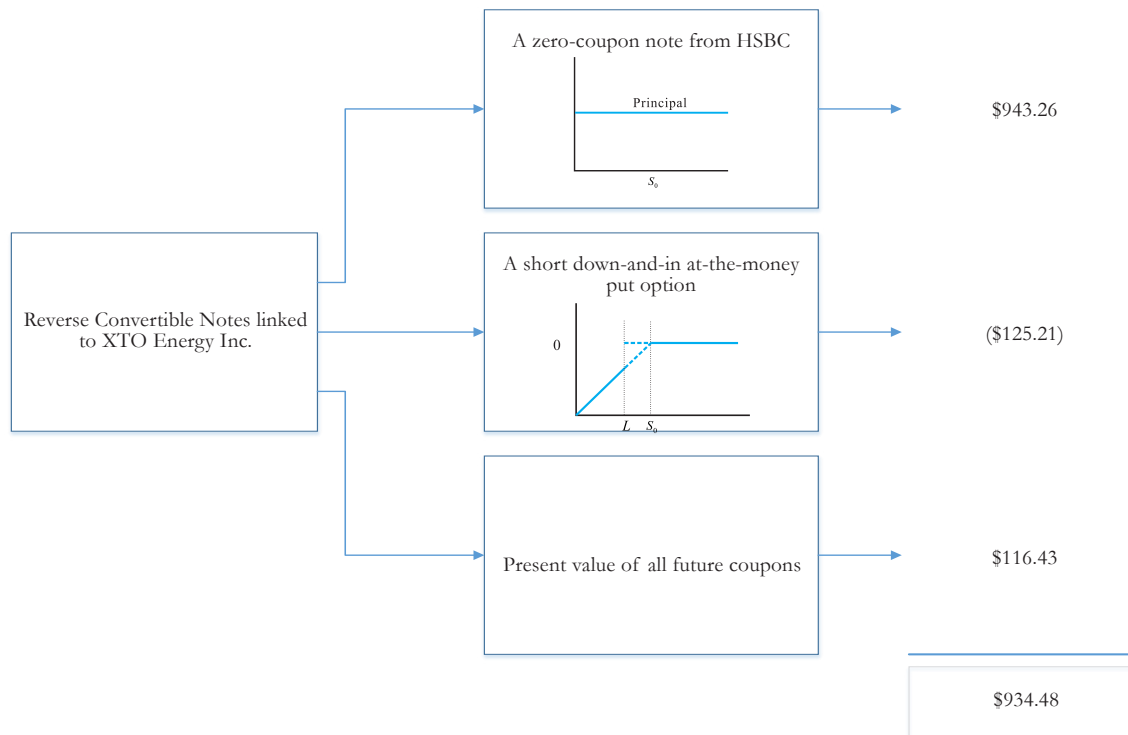 A zero-coupon note from HSBC
Principal
S₀
$943.26
Reverse Convertible Notes linked
to XTO Energy Inc.
A short down-and-in at-the-money
put option
0
L S₀
($125.21)
Present value of all future coupons
$116.43
$934.48